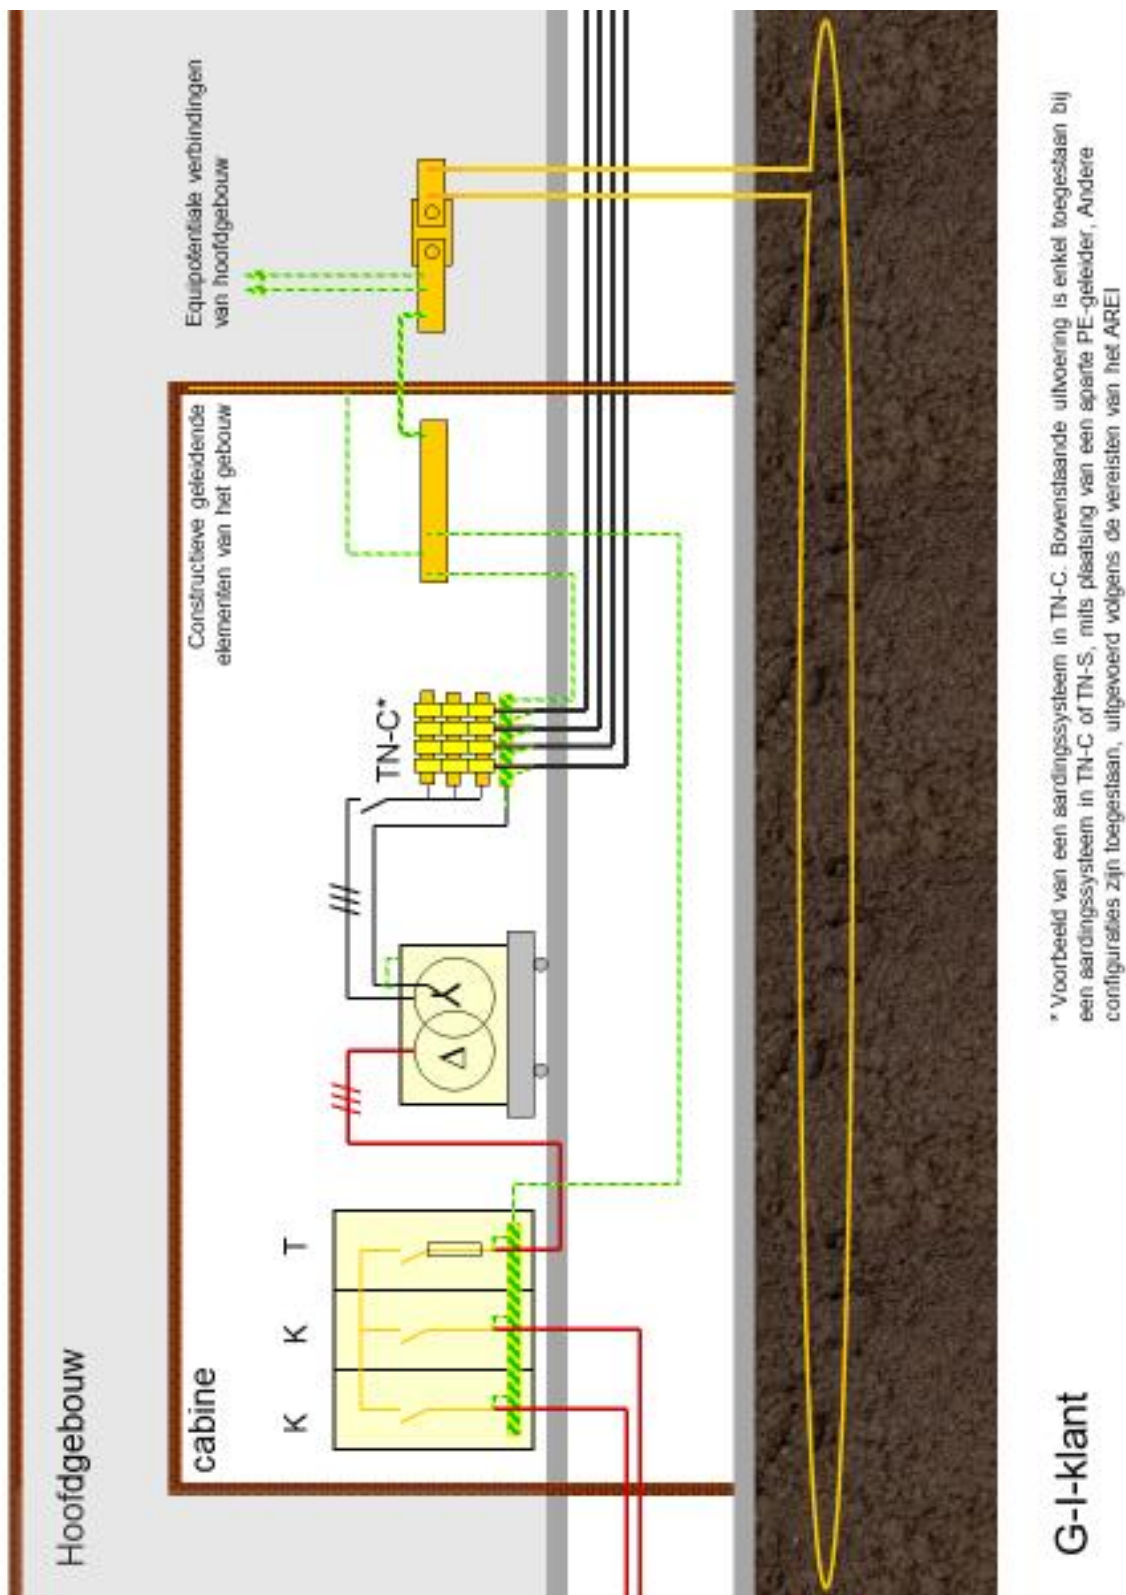 Hoofdgebouw
cabine
K
K
T
TN-C*
Constructieve geleidende
elementen van het gebouw
Equipotentiale verbindingen
van hoofdgebouw
G-I-klant
* Voorbeeld van een aardingssysteem in TN-C. Bovenstaande uitvoering is enkel toegestaan bij
een aardingssysteem in TN-C of TN-S, mits plaatsing van een aparte PE-geleider, Andere
configuraties zijn toegestaan, uitgevoerd volgens de vereisten van het AREI